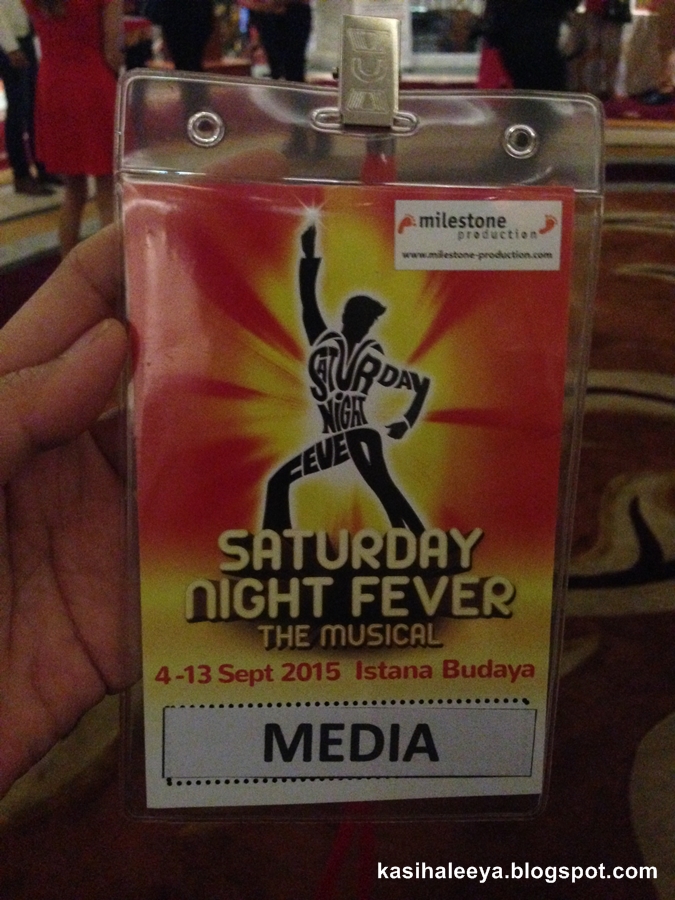 milestone
production
www.milestone-production.com
SATURDAY
NIGHT
FEVER
SATURDAY
NIGHT FEVER
THE MUSICAL
4-13 Sept 2015 Istana Budaya
MEDIA
kasihaleeya.blogspot.com